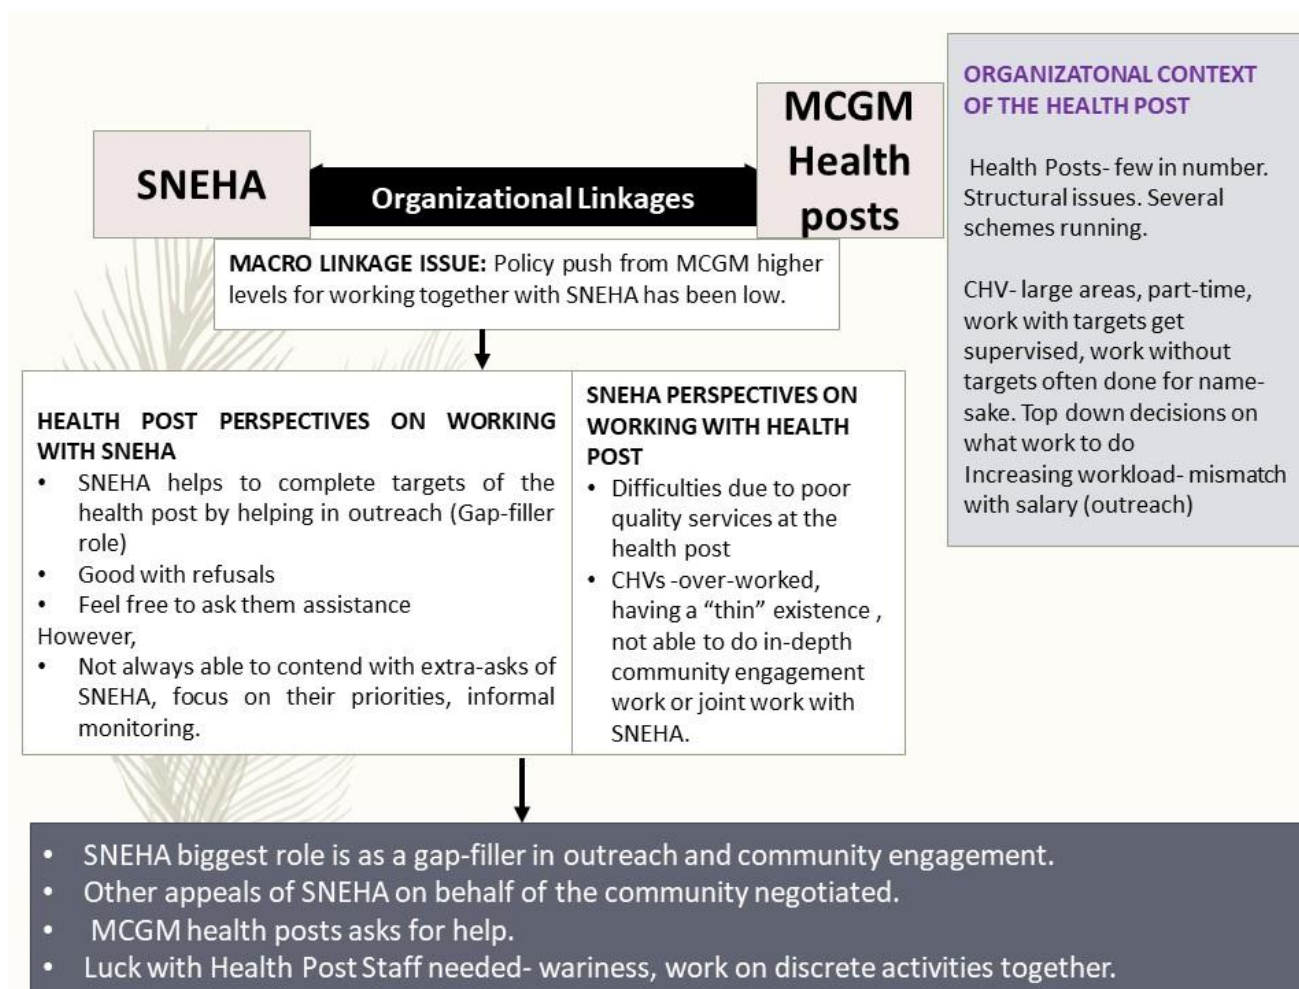 SNEHA
Organizational Linkages
MCGM
Health
posts
MACRO LINKAGE ISSUE: Policy push from MCGM higher
levels for working together with SNEHA has been low.
HEALTH POST PERSPECTIVES ON WORKING
WITH SNEHA
• SNEHA helps to complete targets of the
health post by helping in outreach (Gap-filler
role)
• Good with refusals
• Feel free to ask them assistance
However,
• Not always able to contend with extra-asks of
SNEHA, focus on their priorities, informal
monitoring.
SNEHA PERSPECTIVES ON
WORKING WITH HEALTH
POST
• Difficulties due to poor
quality services at the
health post
• CHVs -over-worked,
having a “thin” existence ,
not able to do in-depth
community engagement
work or joint work with
SNEHA.
ORGANIZATONAL CONTEXT
OF THE HEALTH POST
Health Posts- few in number.
Structural issues. Several
schemes running.
CHV- large areas, part-time,
work with targets get
supervised, work without
targets often done for name-
sake. Top down decisions on
what work to do
Increasing workload- mismatch
with salary (outreach)
• SNEHA biggest role is as a gap-filler in outreach and community engagement.
• Other appeals of SNEHA on behalf of the community negotiated.
• MCGM health posts asks for help.
• Luck with Health Post Staff needed- wariness, work on discrete activities together.